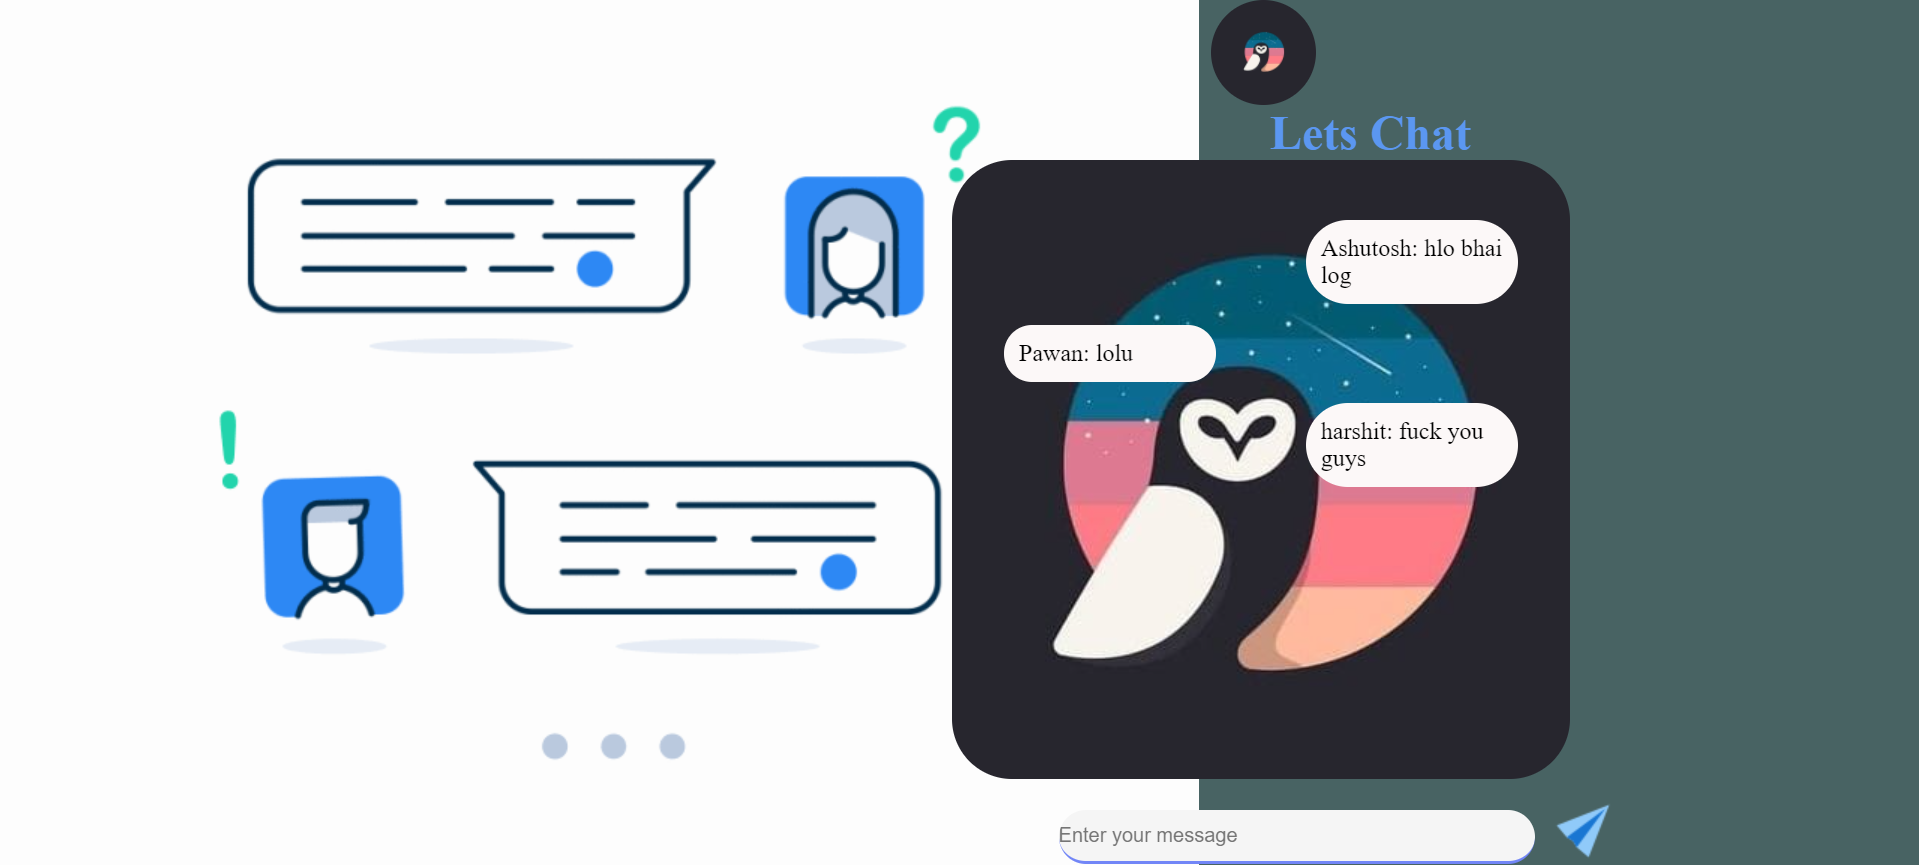 Lets Chat
Ashutosh: hlo bhai
log
Pawan: lolu
harshit: fuck you
guys
Enter your message